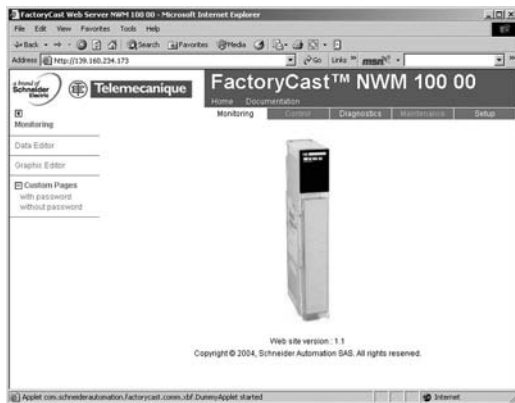 FactoryCast Web Server NWM 100 00 - Microsoft Internet Explorer
File Edit View Favorites Tools Help
Back Search Favorites Media
Address http://139.160.234.173 Go Links msn
a brand of Schneider Electric Telemecanique
FactoryCast™ NWM 100 00
Home Documentation
Monitoring Control Diagnostics Maintenance Setup
Monitoring
Data Editor
Graphic Editor
Custom Pages
with password
without password
Web site version : 1.1
Copyright © 2004, Schneider Automation SAS. All rights reserved.
Applet com.schneiderautomation.factorycast.comm.xbf.DummyApplet started Internet